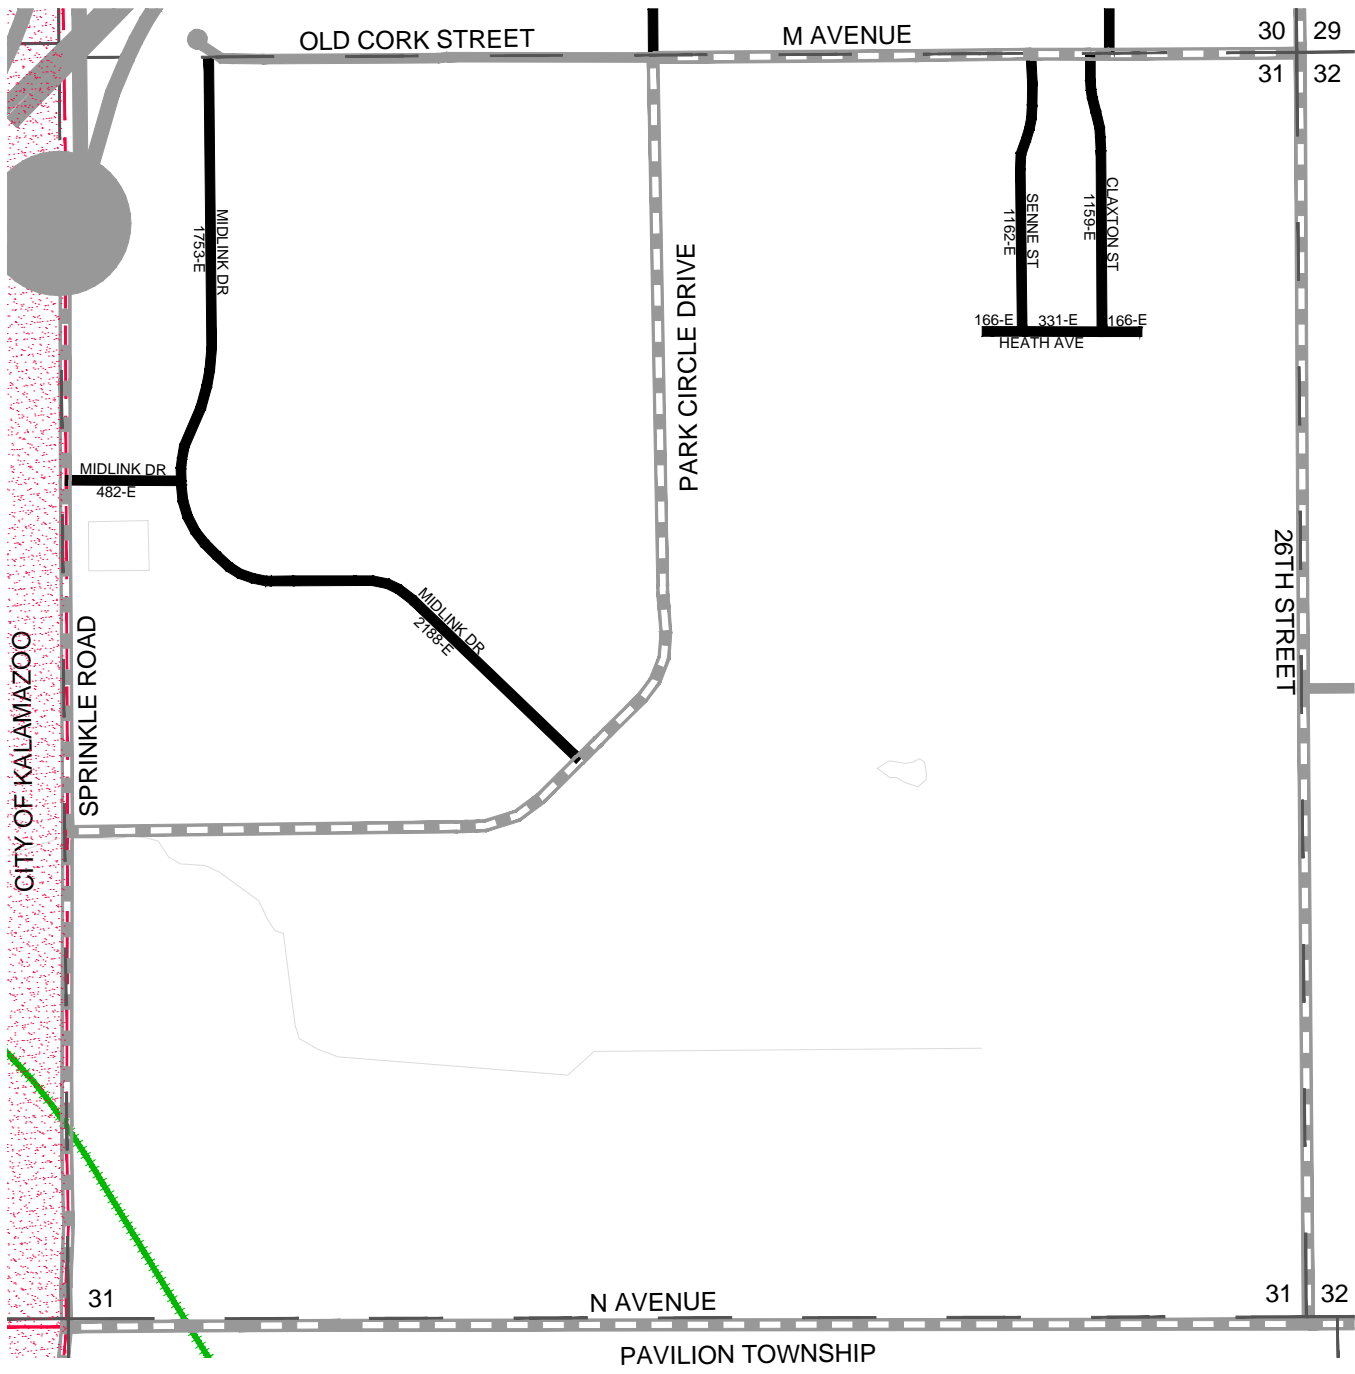 OLD CORK STREET
M AVENUE
30 29
31 32
MIDLINK DR
1753-E
PARK CIRCLE DRIVE
SENNE ST
1162-E
CLAXTON ST
1159-E
166-E 331-E 166-E
HEATH AVE
MIDLINK DR
482-E
MIDLINK DR
2188-E
26TH STREET
CITY OF KALAMAZOO
SPRINKLE ROAD
31
N AVENUE
31 32
PAVILION TOWNSHIP